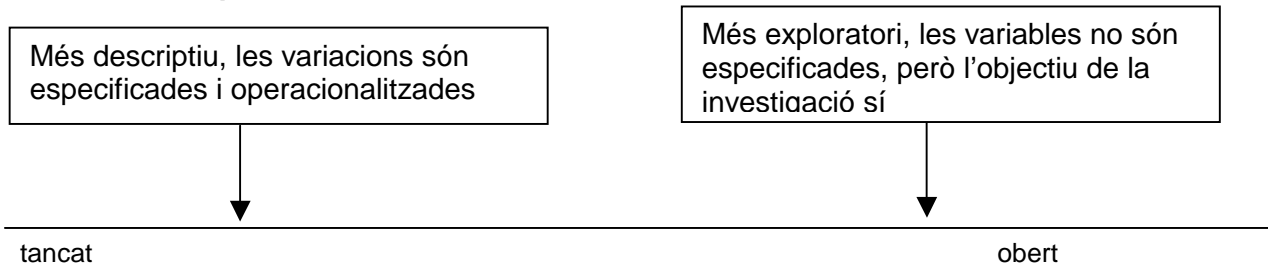 Més descriptiu, les variacions són
especificades i operacionalitzades
Més exploratori, les variables no són
especificades, però l’objectiu de la
investigació sí
tancat
obert